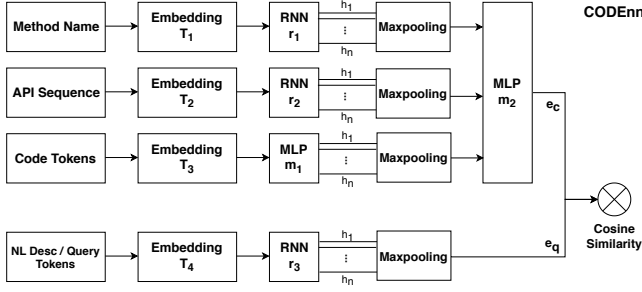 CODEnn
Method Name
Embedding
T1
RNN
r1
h1
⋮
hn
Maxpooling
API Sequence
Embedding
T2
RNN
r2
h1
⋮
hn
Maxpooling
MLP
m2
ec
Code Tokens
Embedding
T3
MLP
m1
h1
⋮
hn
Maxpooling
NL Desc / Query
Tokens
Embedding
T4
RNN
r3
h1
⋮
hn
Maxpooling
eq
Cosine
Similarity